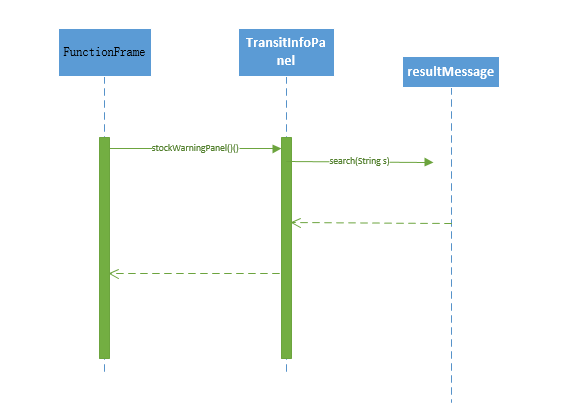 FunctionFrame
TransitInfoPa
nel
resultMessage
stockWarningPanel()()
search(String s)